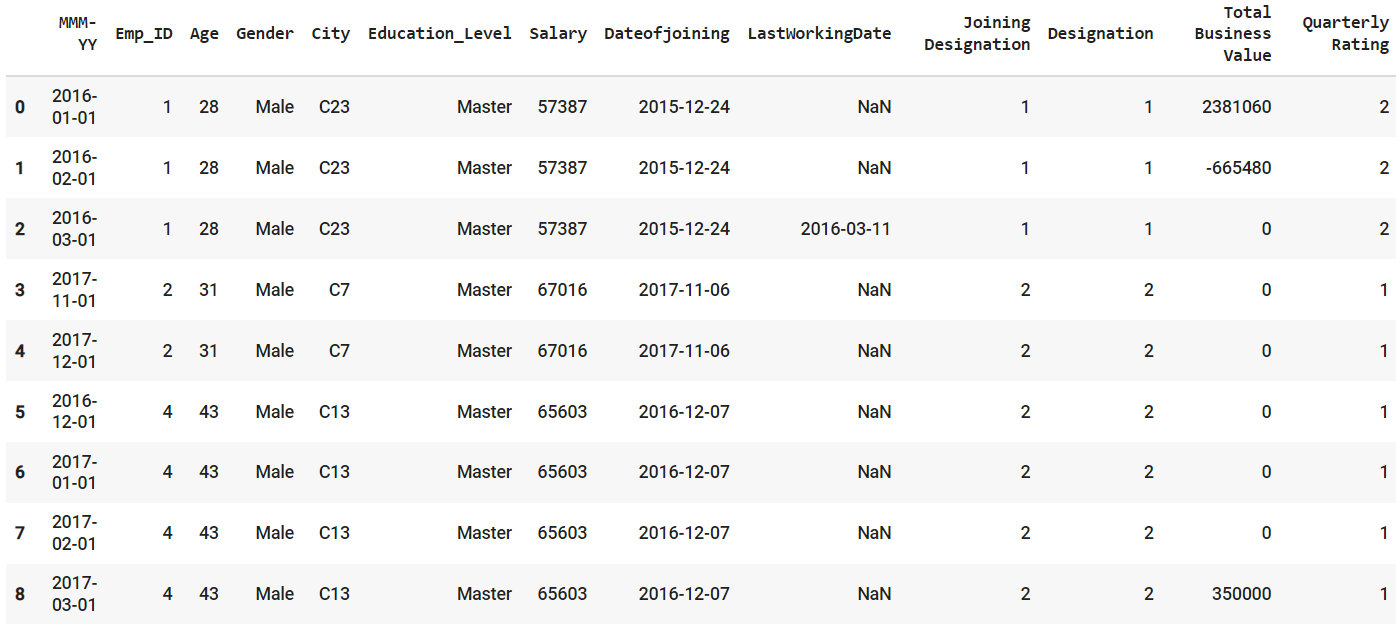 MMM-YY Emp_ID Age Gender City Education_Level Salary Dateofjoining LastWorkingDate Joining Designation Designation Total Business Value Quarterly Rating
0 2016-01-01 1 28 Male C23 Master 57387 2015-12-24 NaN 1 1 2381060 2
1 2016-02-01 1 28 Male C23 Master 57387 2015-12-24 NaN 1 1 -665480 2
2 2016-03-01 1 28 Male C23 Master 57387 2015-12-24 2016-03-11 1 1 0 2
3 2017-11-01 2 31 Male C7 Master 67016 2017-11-06 NaN 2 2 0 1
4 2017-12-01 2 31 Male C7 Master 67016 2017-11-06 NaN 2 2 0 1
5 2016-12-01 4 43 Male C13 Master 65603 2016-12-07 NaN 2 2 0 1
6 2017-01-01 4 43 Male C13 Master 65603 2016-12-07 NaN 2 2 0 1
7 2017-02-01 4 43 Male C13 Master 65603 2016-12-07 NaN 2 2 0 1
8 2017-03-01 4 43 Male C13 Master 65603 2016-12-07 NaN 2 2 350000 1